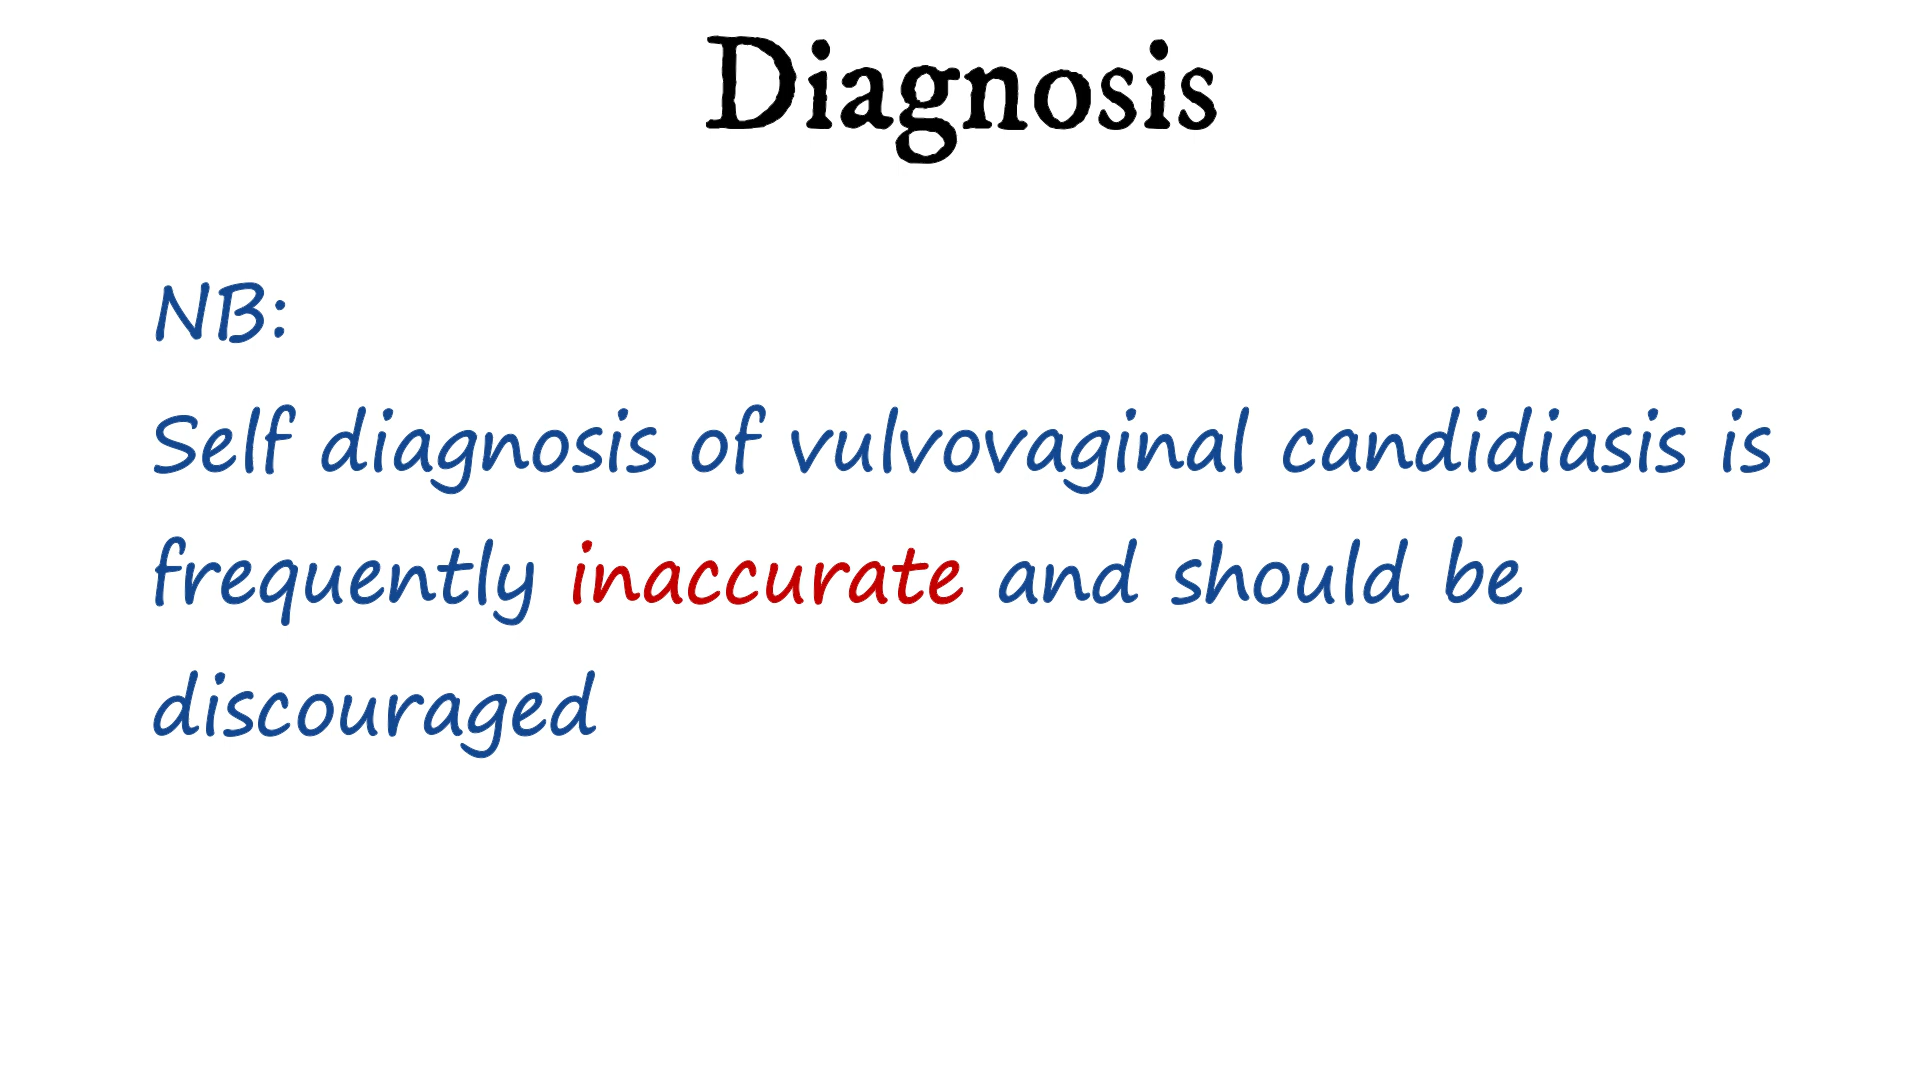 Diagnosis
NB:
Self diagnosis of vulvovaginal candidiasis is
frequently inaccurate and should be
discouraged